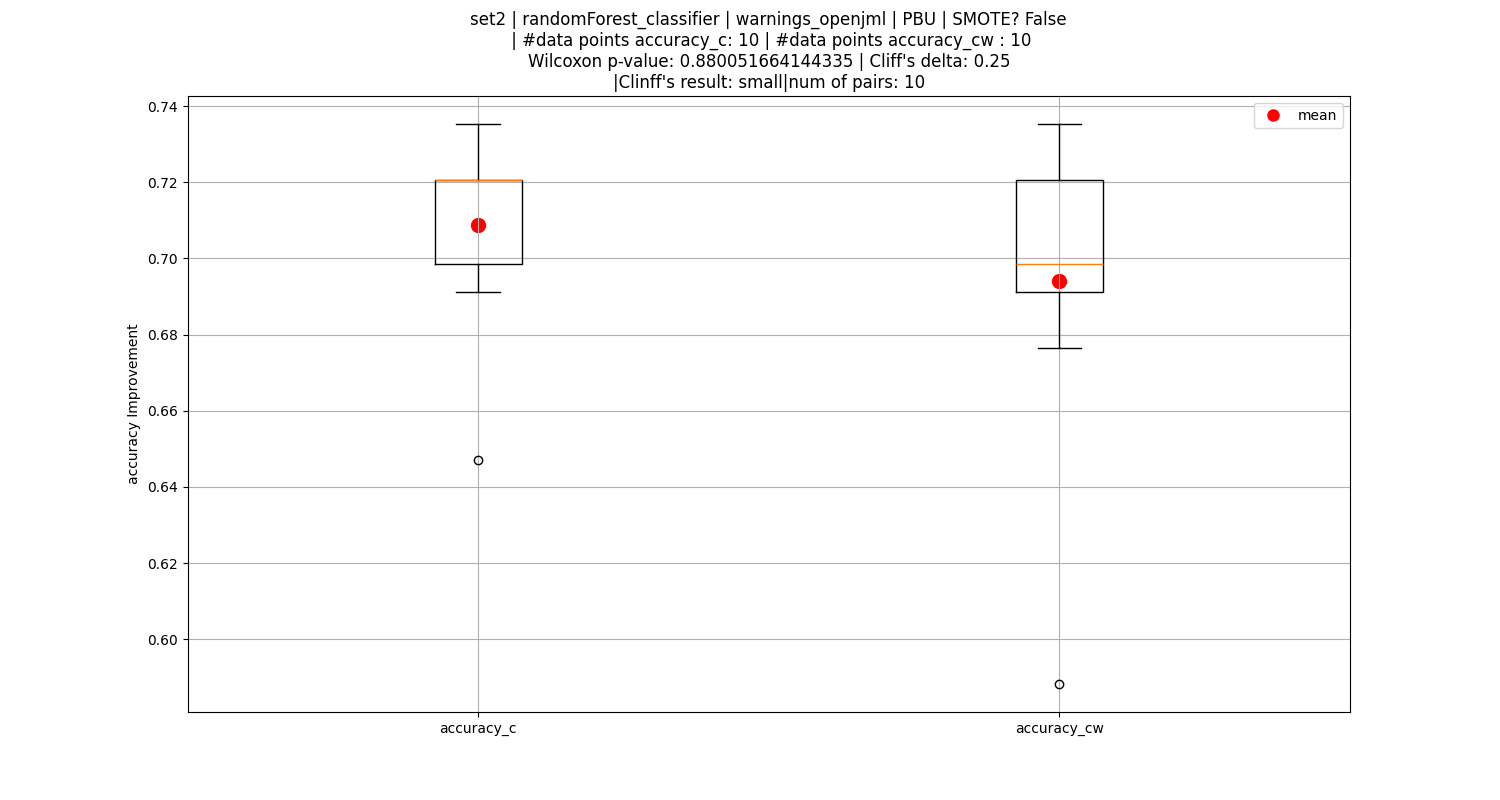 set2 | randomForest_classifier | warnings_openjml | PBU | SMOTE? False
| #data points accuracy_c: 10 | #data points accuracy_cw : 10
Wilcoxon p-value: 0.880051664144335 | Cliff's delta: 0.25
|Clinff's result: small|num of pairs: 10
mean
accuracy Improvement
0.74
0.72
0.70
0.68
0.66
0.64
0.62
0.60
accuracy_c
accuracy_cw